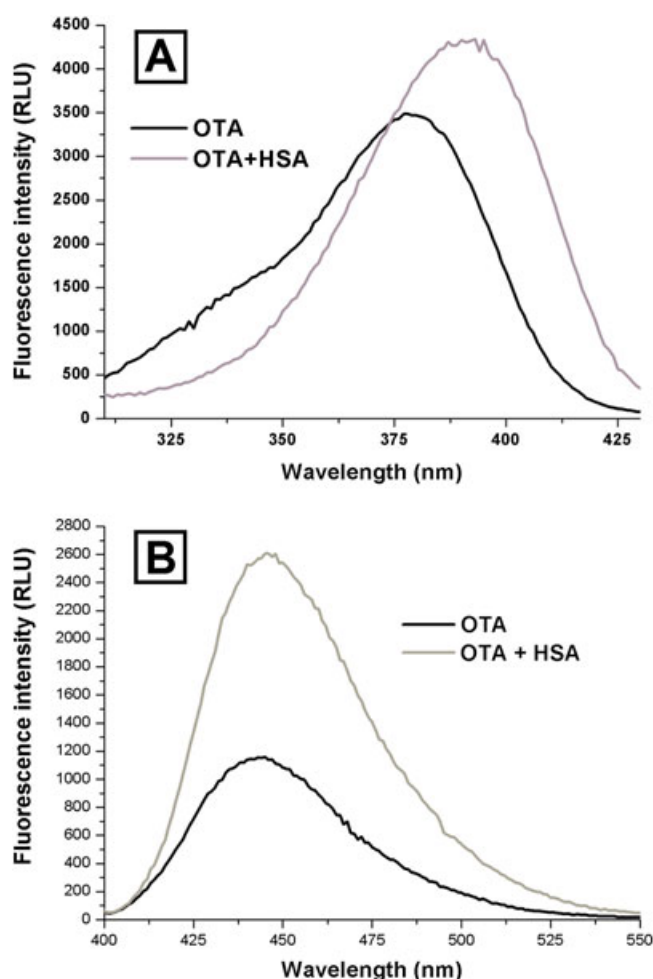 A
OTA
OTA+HSA
Fluorescence intensity (RLU)
4500
4000
3500
3000
2500
2000
1500
1000
500
0
325 350 375 400 425
Wavelength (nm)
B
OTA
OTA + HSA
Fluorescence intensity (RLU)
2800
2600
2400
2200
2000
1800
1600
1400
1200
1000
800
600
400
200
0
400 425 450 475 500 525 550
Wavelength (nm)